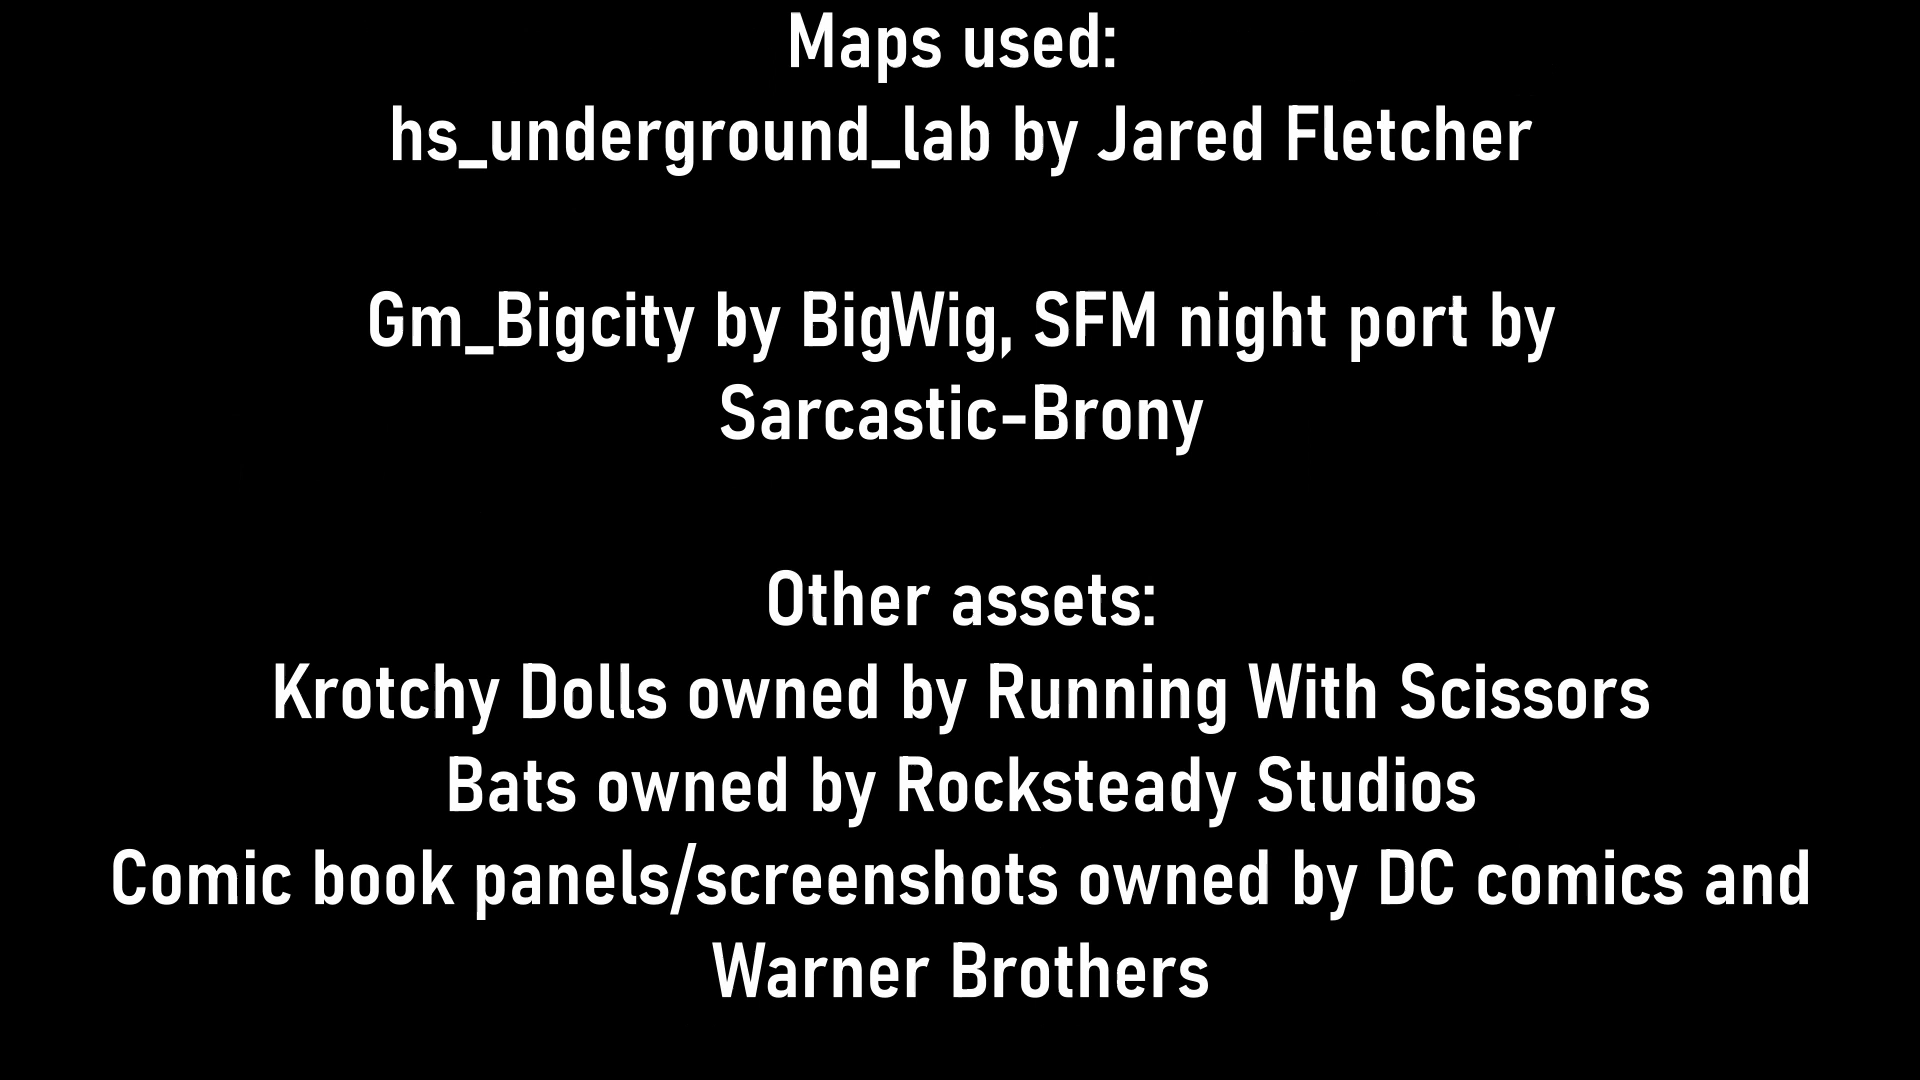 Maps used:
hs_underground_lab by Jared Fletcher
Gm_Bigcity by BigWig, SFM night port by
Sarcastic-Brony
Other assets:
Krotchy Dolls owned by Running With Scissors
Bats owned by Rocksteady Studios
Comic book panels/screenshots owned by DC comics and
Warner Brothers